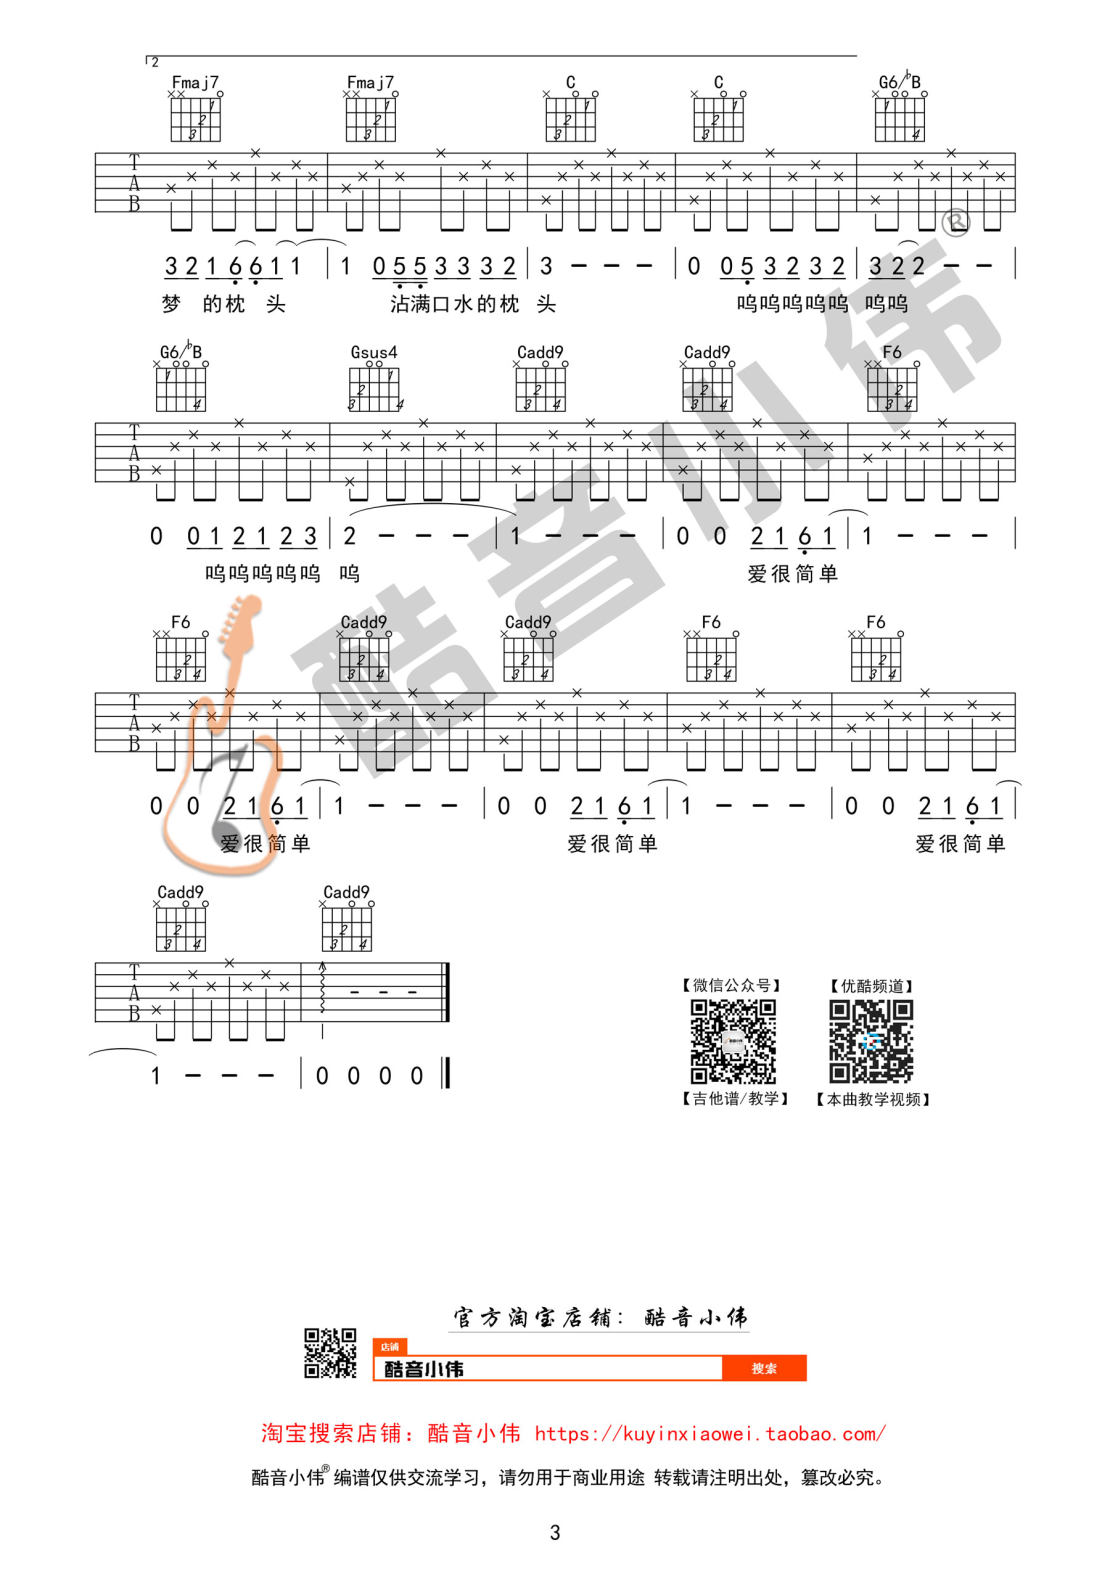 2
Fmaj7 Fmaj7 C C G6/♭B
T
A
B
3 2 1 6 6 1 1 | 1 0 5 5 3 3 3 2 | 3 - - - | 0 0 5 3 2 3 2 | 3 2 2 - - |
梦 的枕 头 沾满口水的枕 头 呜呜呜呜呜 呜呜
G6/♭B Gsus4 Cadd9 Cadd9 F6
T
A
B
0 0 1 2 1 2 3 | 2 - - - | 1 - - - | 0 0 2 1 6 1 | 1 - - - |
呜呜呜呜呜 呜 爱很简单
F6 Cadd9 Cadd9 F6 F6
T
A
B
0 0 2 1 6 1 | 1 - - - | 0 0 2 1 6 1 | 1 - - - | 0 0 2 1 6 1 |
爱很简单 爱很简单 爱很简单
Cadd9 Cadd9
T
A
B
1 - - - | 0 0 0 0
酷音小伟®
【微信公众号】 【优酷频道】
【吉他谱/教学】 【本曲教学视频】
官方淘宝店铺：酷音小伟
店铺
酷音小伟 搜索
淘宝搜索店铺：酷音小伟 https://kuyinxiaowei.taobao.com/
酷音小伟® 编谱仅供交流学习，请勿用于商业用途 转载请注明出处，篡改必究。
3